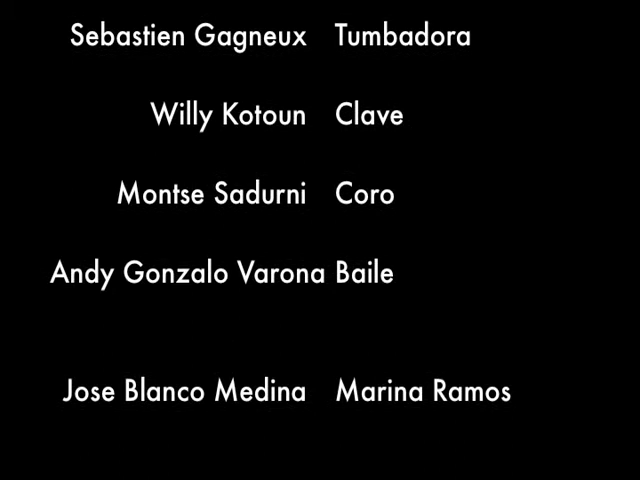 Sebastien Gagneux Tumbadora
Willy Kotoun Clave
Montse Sadurni Coro
Andy Gonzalo Varona Baile
Jose Blanco Medina Marina Ramos